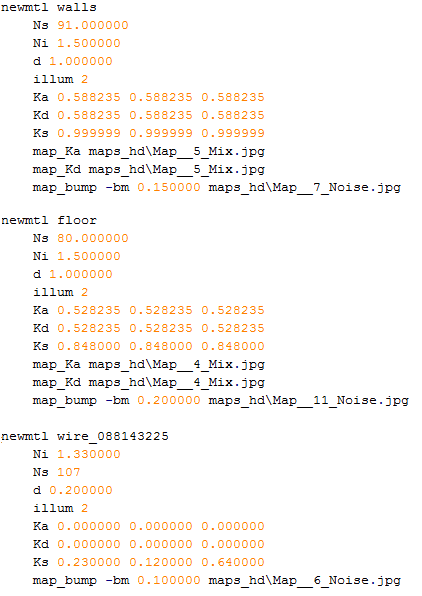 newmtl walls
Ns 91.000000
Ni 1.500000
d 1.000000
illum 2
Ka 0.588235 0.588235 0.588235
Kd 0.588235 0.588235 0.588235
Ks 0.999999 0.999999 0.999999
map_Ka maps_hd\Map__5_Mix.jpg
map_Kd maps_hd\Map__5_Mix.jpg
map_bump -bm 0.150000 maps_hd\Map__7_Noise.jpg
newmtl floor
Ns 80.000000
Ni 1.500000
d 1.000000
illum 2
Ka 0.528235 0.528235 0.528235
Kd 0.528235 0.528235 0.528235
Ks 0.848000 0.848000 0.848000
map_Ka maps_hd\Map__4_Mix.jpg
map_Kd maps_hd\Map__4_Mix.jpg
map_bump -bm 0.200000 maps_hd\Map__11_Noise.jpg
newmtl wire_088143225
Ni 1.330000
Ns 107
d 0.200000
illum 2
Ka 0.000000 0.000000 0.000000
Kd 0.000000 0.000000 0.000000
Ks 0.230000 0.120000 0.640000
map_bump -bm 0.100000 maps_hd\Map__6_Noise.jpg